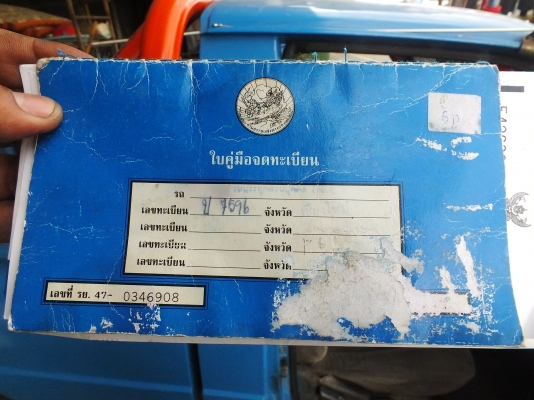 ใบคู่มือจดทะเบียน
รถ
เลขทะเบียน ป 7596 จังหวัด
เลขทะเบียน จังหวัด
เลขทะเบียน จังหวัด
เลขทะเบียน จังหวัด
เลขที่ รย. 47- 0346908